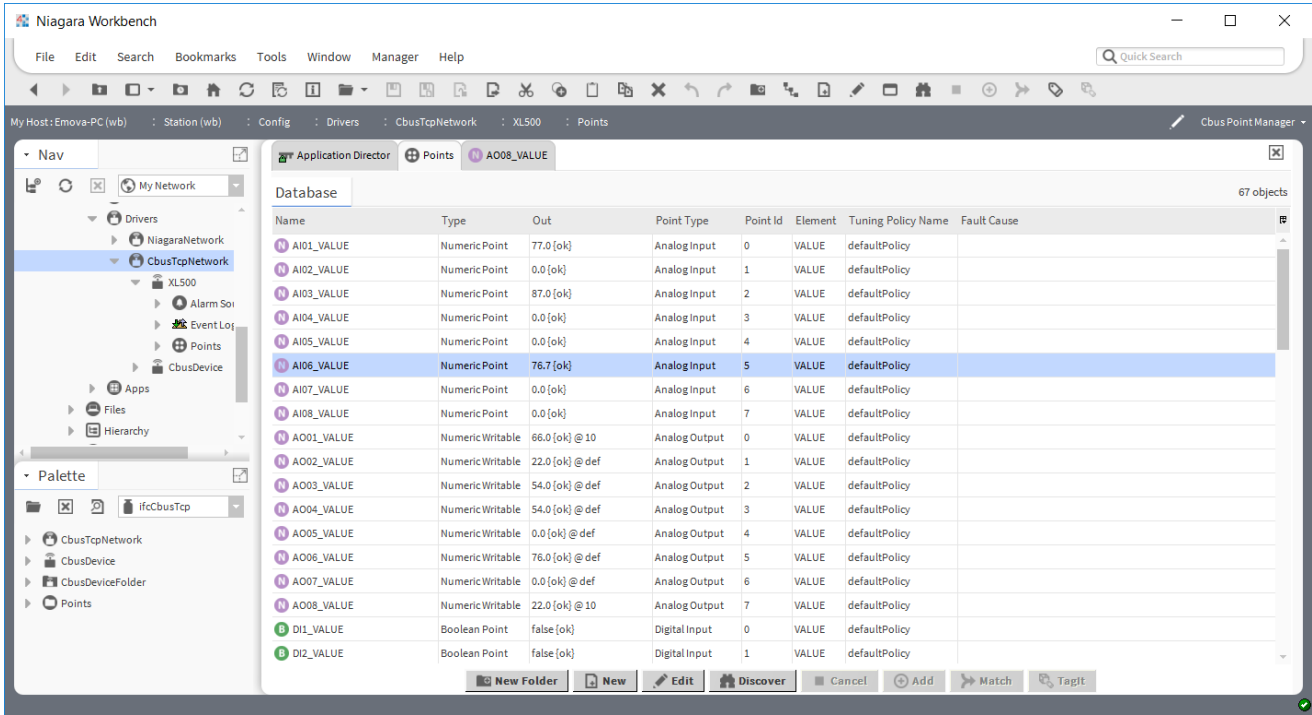 Niagara Workbench
File Edit Search Bookmarks Tools Window Manager Help
Quick Search
My Host : Emova-PC (wb) : Station (wb) : Config : Drivers : CbusTcpNetwork : XL500 : Points Cbus Point Manager
Nav
My Network
Drivers
NiagaraNetwork
CbusTcpNetwork
XL500
Alarm Sou
Event Log
Points
CbusDevice
Apps
Files
Hierarchy
Palette
ifcCbusTcp
CbusTcpNetwork
CbusDevice
CbusDeviceFolder
Points
Application Director Points AO08_VALUE
Database 67 objects
Name Type Out Point Type Point Id Element Tuning Policy Name Fault Cause
AI01_VALUE Numeric Point 77.0 {ok} Analog Input 0 VALUE defaultPolicy
AI02_VALUE Numeric Point 0.0 {ok} Analog Input 1 VALUE defaultPolicy
AI03_VALUE Numeric Point 87.0 {ok} Analog Input 2 VALUE defaultPolicy
AI04_VALUE Numeric Point 0.0 {ok} Analog Input 3 VALUE defaultPolicy
AI05_VALUE Numeric Point 0.0 {ok} Analog Input 4 VALUE defaultPolicy
AI06_VALUE Numeric Point 76.7 {ok} Analog Input 5 VALUE defaultPolicy
AI07_VALUE Numeric Point 0.0 {ok} Analog Input 6 VALUE defaultPolicy
AI08_VALUE Numeric Point 0.0 {ok} Analog Input 7 VALUE defaultPolicy
AO01_VALUE Numeric Writable 66.0 {ok} @ 10 Analog Output 0 VALUE defaultPolicy
AO02_VALUE Numeric Writable 22.0 {ok} @ def Analog Output 1 VALUE defaultPolicy
AO03_VALUE Numeric Writable 54.0 {ok} @ def Analog Output 2 VALUE defaultPolicy
AO04_VALUE Numeric Writable 54.0 {ok} @ def Analog Output 3 VALUE defaultPolicy
AO05_VALUE Numeric Writable 0.0 {ok} @ def Analog Output 4 VALUE defaultPolicy
AO06_VALUE Numeric Writable 76.0 {ok} @ def Analog Output 5 VALUE defaultPolicy
AO07_VALUE Numeric Writable 0.0 {ok} @ def Analog Output 6 VALUE defaultPolicy
AO08_VALUE Numeric Writable 22.0 {ok} @ 10 Analog Output 7 VALUE defaultPolicy
DI1_VALUE Boolean Point false {ok} Digital Input 0 VALUE defaultPolicy
DI2_VALUE Boolean Point false {ok} Digital Input 1 VALUE defaultPolicy
New Folder New Edit Discover Cancel Add Match TagIt